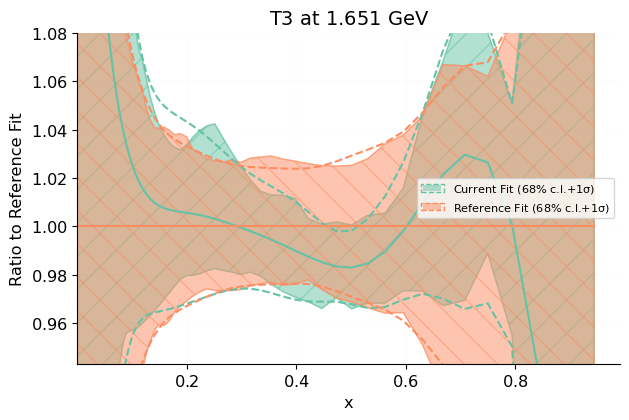 T3 at 1.651 GeV
Ratio to Reference Fit
1.08
1.06
1.04
1.02
1.00
0.98
0.96
Current Fit (68% c.l.+1σ)
Reference Fit (68% c.l.+1σ)
0.2 0.4 0.6 0.8
x